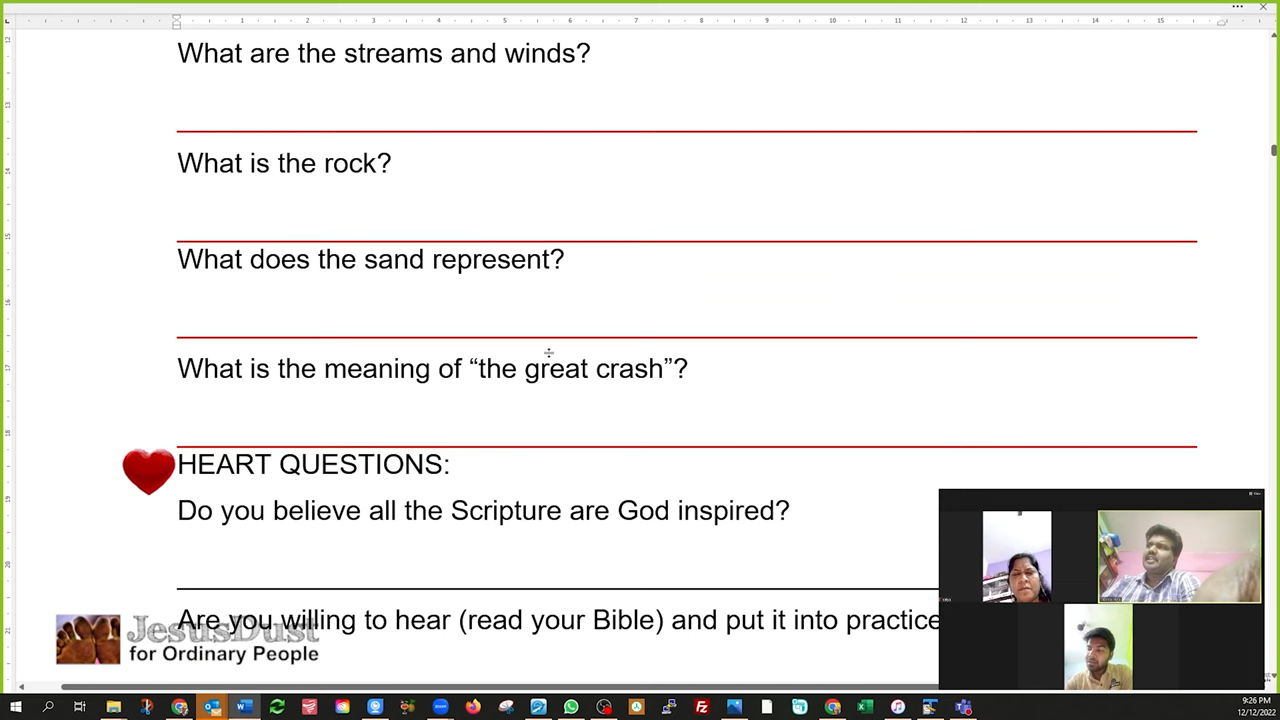 What are the streams and winds?
What is the rock?
What does the sand represent?
What is the meaning of “the great crash”?
HEART QUESTIONS:
Do you believe all the Scripture are God inspired?
Are you willing to hear (read your Bible) and put it into practice
JesusDust
for Ordinary People
9:26 PM
12/12/2022